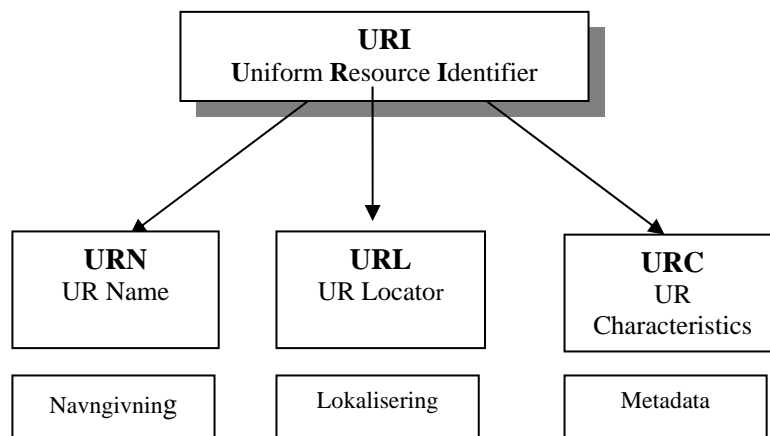 URI
Uniform Resource Identifier
URN
UR Name
URL
UR Locator
URC
UR
Characteristics
Navngivning
Lokalisering
Metadata